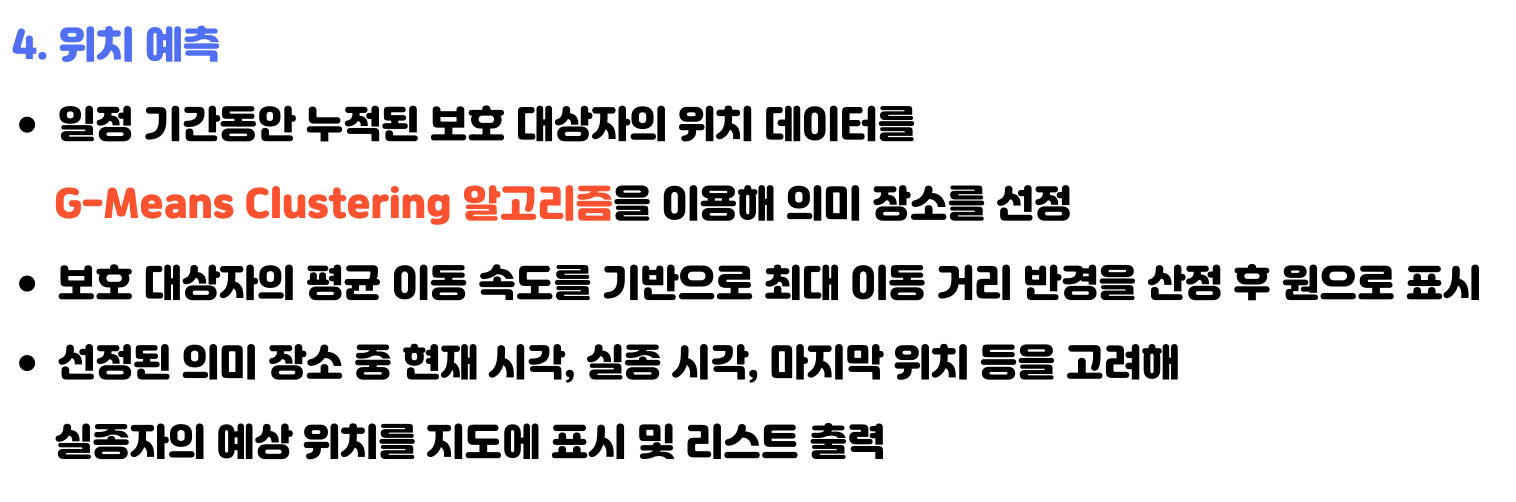 4. 위치 예측
• 일정 기간동안 누적된 보호 대상자의 위치 데이터를
G-Means Clustering 알고리즘을 이용해 의미 장소를 선정
• 보호 대상자의 평균 이동 속도를 기반으로 최대 이동 거리 반경을 산정 후 원으로 표시
• 선정된 의미 장소 중 현재 시각, 실종 시각, 마지막 위치 등을 고려해
실종자의 예상 위치를 지도에 표시 및 리스트 출력